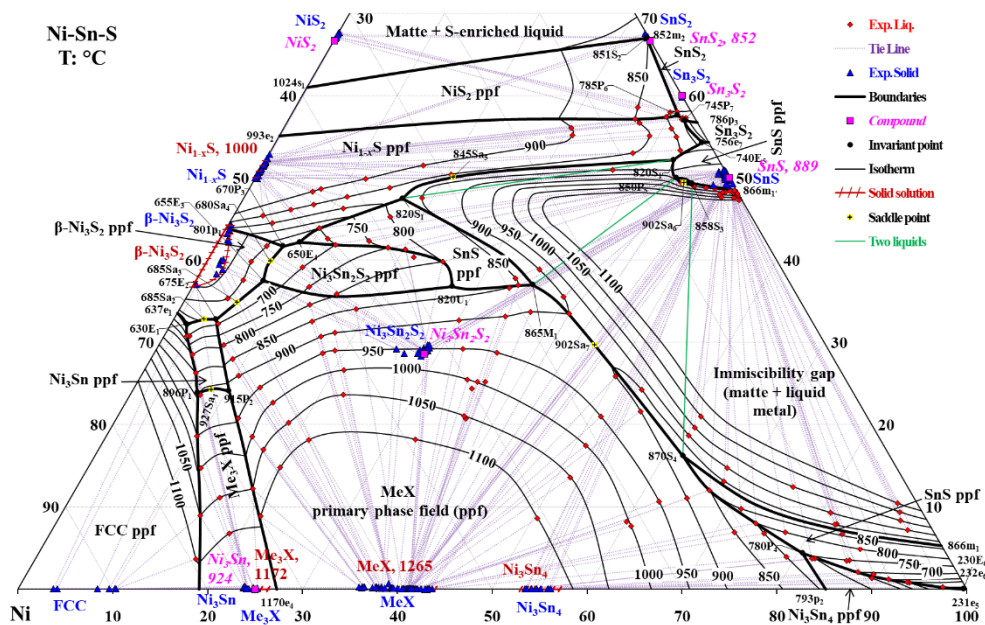 Ni-Sn-S
T: °C
NiS2
NiS2
30
Matte + S-enriched liquid
70
SnS2
852m2
SnS2, 852
851S2
SnS2
Exp. Liq.
Tie Line
Exp. Solid
Boundaries
Compound
Invariant point
Isotherm
Solid solution
Saddle point
Two liquids
1024s1
40
NiS2 ppf
850
785P6
Sn3S2
Sn3S2
60
745P7
786p3
Sn3S2
756e7
SnS ppf
993e2
Ni1-xS, 1000
Ni1-xS ppf
900
845Sa5
740E5
SnS, 889
Ni1-xS
50
670P3
820S1
850P5
50
SnS
866m1
655E3
680Sa4
801p1
β-Ni3S2
β-Ni3S2 ppf
820S1
902Sa6
858S3
750
800
900
950
1000
1050
1100
β-Ni3S2
60
650E4
SnS
ppf
850
40
Ni3Sn2S2 ppf
685Sa3
675E2
685Sa2
637e1
700
750
820U1
630E1
70
800
850
900
865M1
902Sa7
30
Ni3Sn2S2
Ni3Sn2S2
950
1000
Ni3Sn ppf
896P1
927Sa1
915P2
1050
Immiscibility gap
(matte + liquid
metal)
80
1100
20
Me3X ppf
870S4
1050
1100
MeX
primary phase field (ppf)
SnS ppf
90
10
FCC ppf
780P4
850
866m1
800
750
700
230E6
232e6
Ni3Sn,
924
Me3X,
1172
MeX, 1265
Ni3Sn4
1000
950
900
850
Ni
FCC
10
Ni3Sn
20
Me3X
1170e4
30
40
MeX
50
Ni3Sn4
60
70
80
793p2
Ni3Sn4 ppf
90
100
231e5